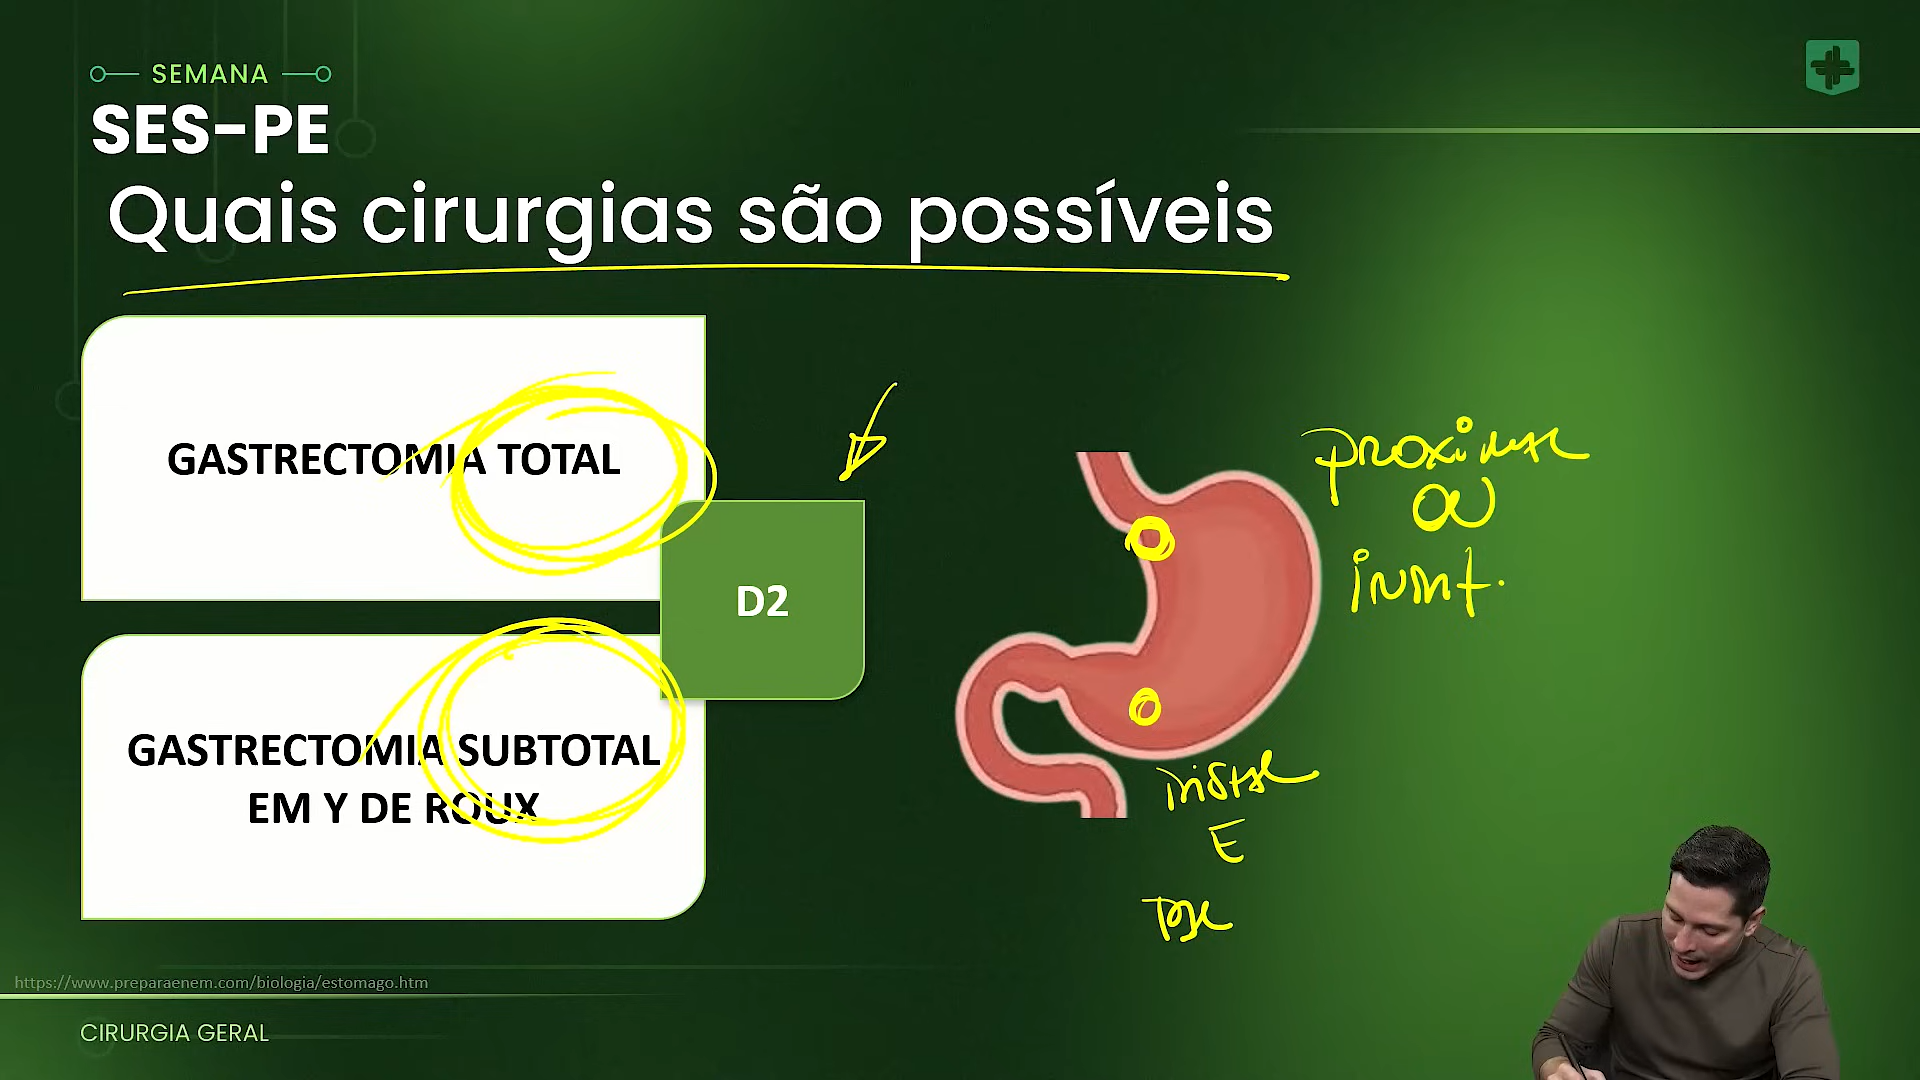 SEMANA
SES-PE
Quais cirurgias são possíveis
GASTRECTOMIA TOTAL
D2
GASTRECTOMIA SUBTOTAL
EM Y DE ROUX
proximal
OU
distal
E
https://www.preparaenem.com/biologia/estomago.htm
CIRURGIA GERAL